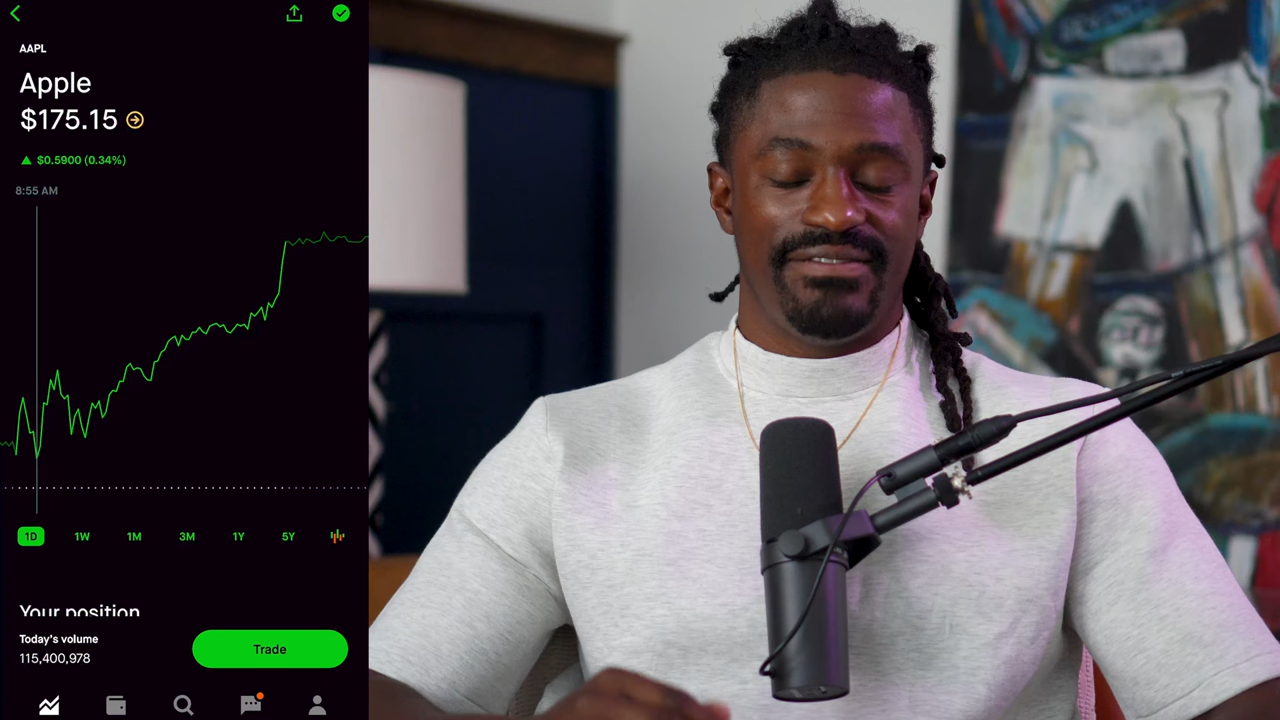 AAPL
Apple
$175.15
$0.5900 (0.34%)
8:55 AM
1D 1W 1M 3M 1Y 5Y
Your position
Today's volume
115,400,978
Trade